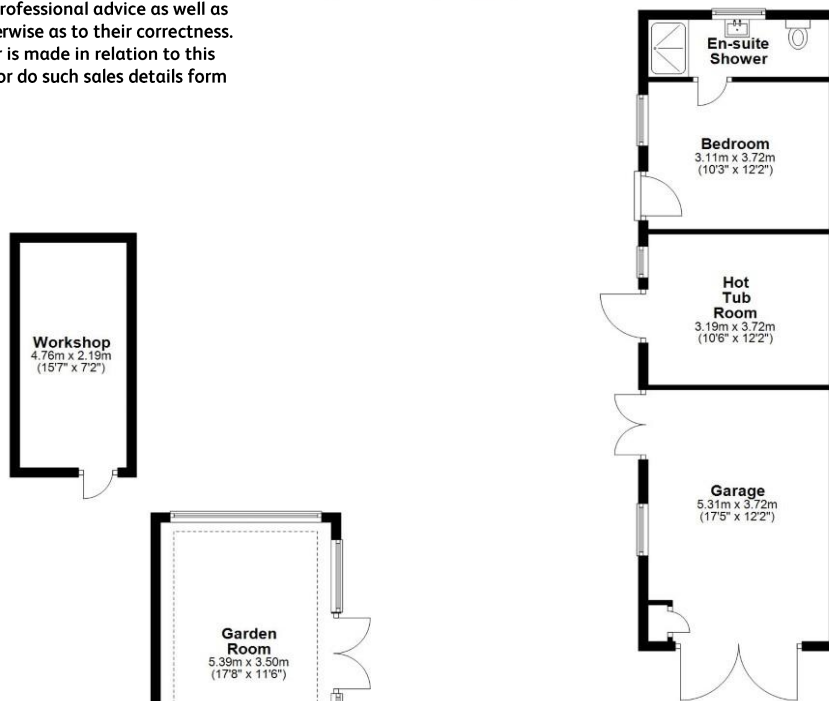 rofessional advice as well as
erwise as to their correctness.
r is made in relation to this
or do such sales details form
En-suite
Shower
Bedroom
3.11m x 3.72m
(10'3" x 12'2")
Hot
Tub
Room
3.19m x 3.72m
(10'6" x 12'2")
Workshop
4.76m x 2.19m
(15'7" x 7'2")
Garage
5.31m x 3.72m
(17'5" x 12'2")
Garden
Room
5.39m x 3.50m
(17'8" x 11'6")